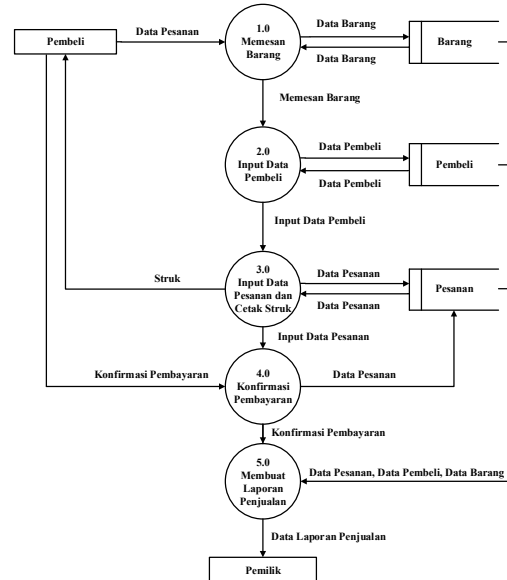 Pembeli
Data Pesanan
1.0
Memesan
Barang
Data Barang
Data Barang
Barang
Memesan Barang
2.0
Input Data
Pembeli
Data Pembeli
Data Pembeli
Pembeli
Input Data Pembeli
Struk
3.0
Input Data
Pesanan dan
Cetak Struk
Data Pesanan
Data Pesanan
Pesanan
Input Data Pesanan
Konfirmasi Pembayaran
4.0
Konfirmasi
Pembayaran
Data Pesanan
Konfirmasi Pembayaran
5.0
Membuat
Laporan
Penjualan
Data Pesanan, Data Pembeli, Data Barang
Data Laporan Penjualan
Pemilik